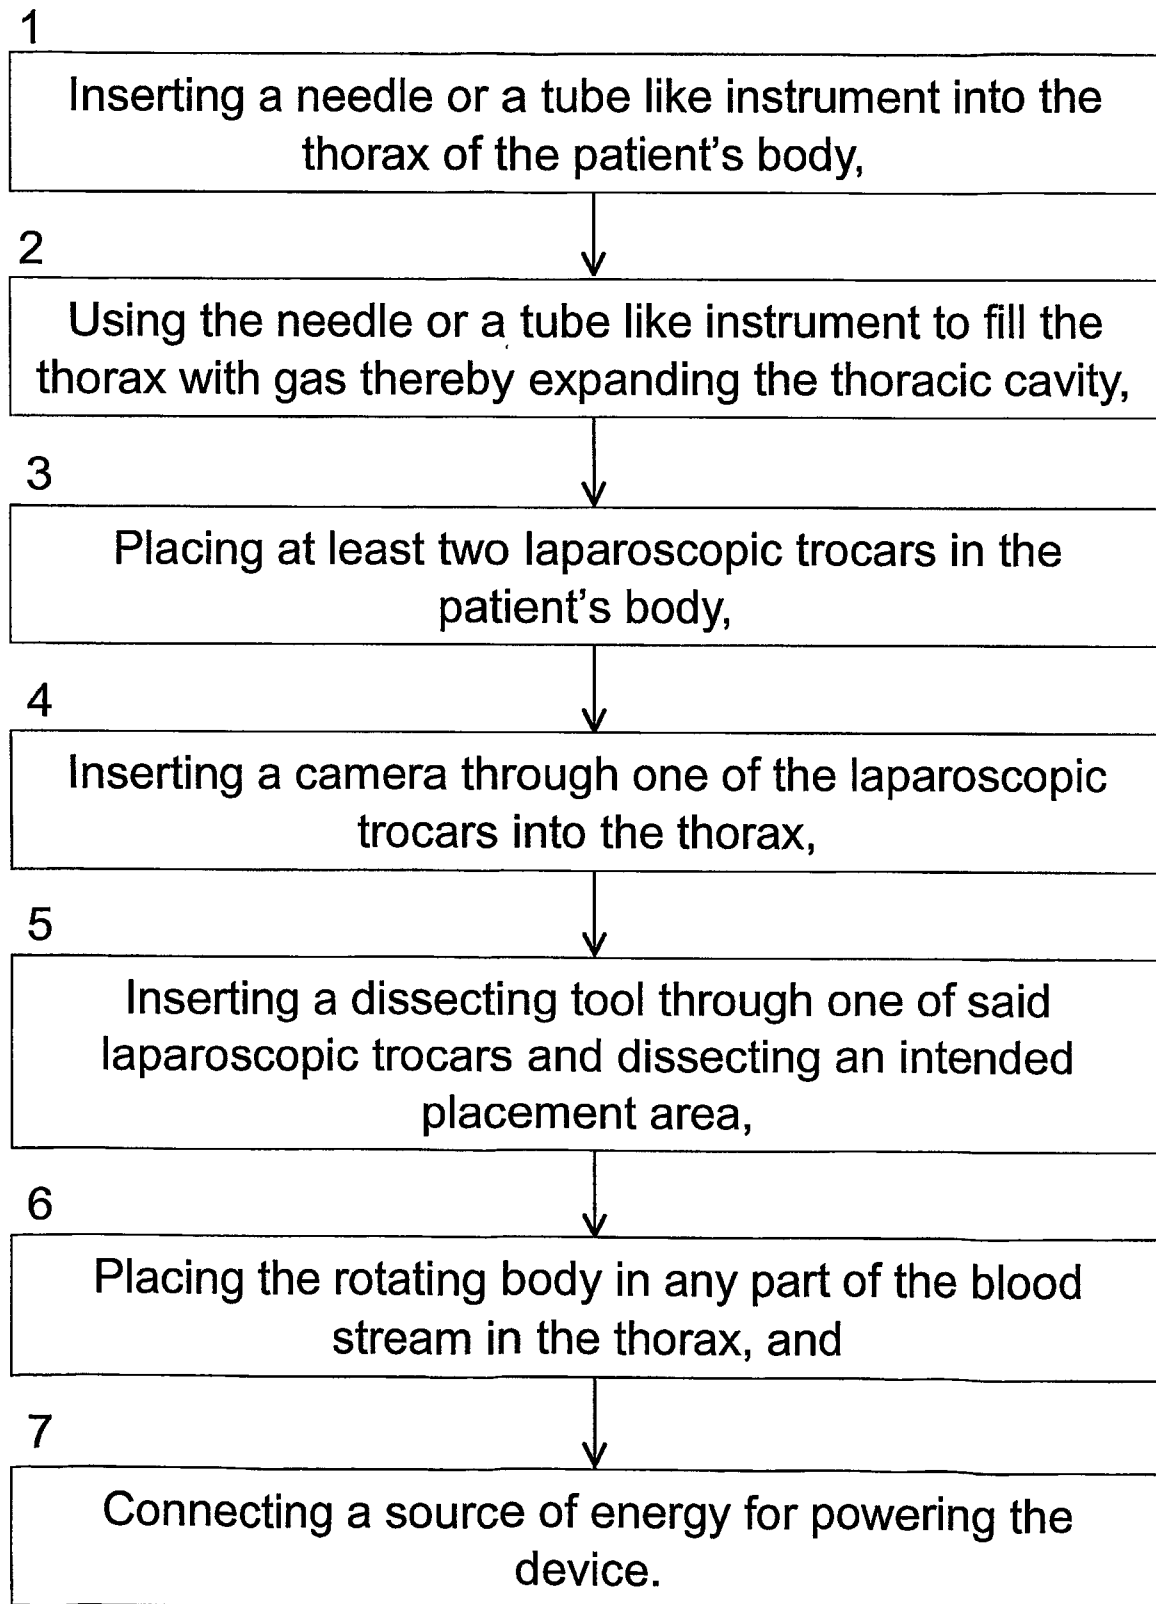 1
Inserting a needle or a tube like instrument into the
thorax of the patient's body,
2
Using the needle or a tube like instrument to fill the
thorax with gas thereby expanding the thoracic cavity,
3
Placing at least two laparoscopic trocars in the
patient's body,
4
Inserting a camera through one of the laparoscopic
trocars into the thorax,
5
Inserting a dissecting tool through one of said
laparoscopic trocars and dissecting an intended
placement area,
6
Placing the rotating body in any part of the blood
stream in the thorax, and
7
Connecting a source of energy for powering the
device.